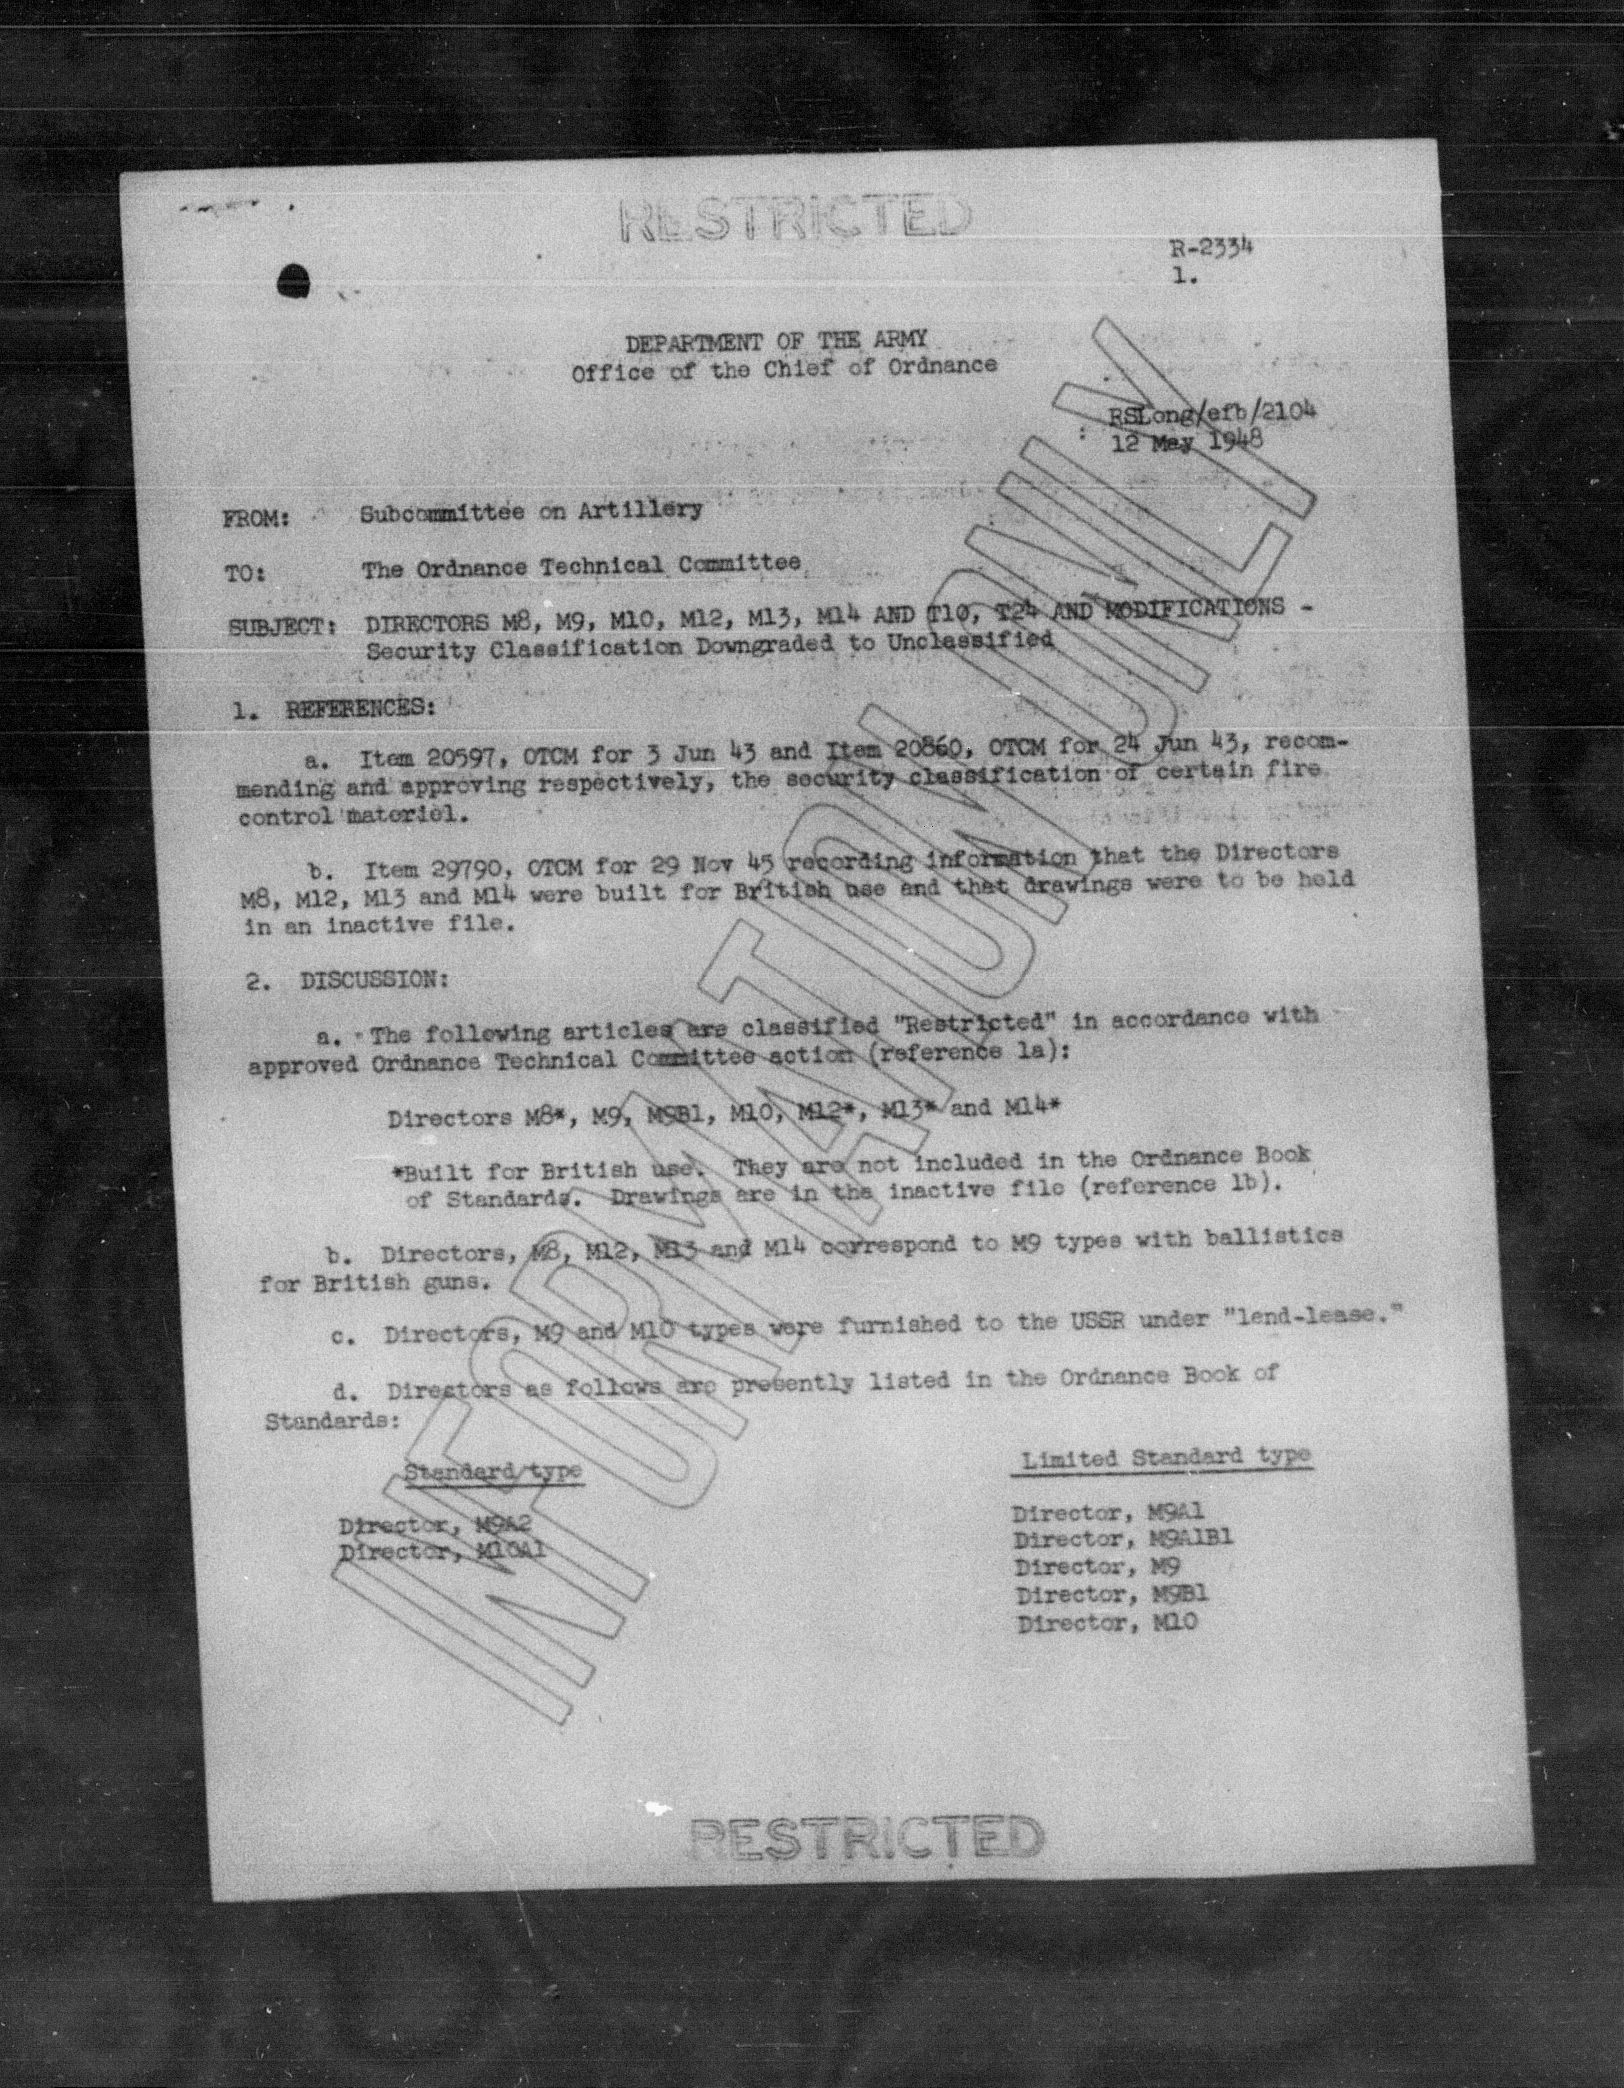 RESTRICTED
R-2334
1.
DEPARTMENT OF THE ARMY
Office of the Chief of Ordnance
RSLong/efb/2104
12 May 1948
FROM: Subcommittee on Artillery
TO: The Ordnance Technical Committee
SUBJECT: DIRECTORS M8, M9, M10, M12, M13, M14 AND T10, T24 AND MODIFICATIONS -
Security Classification Downgraded to Unclassified
1. REFERENCES:
a. Item 20597, OTCM for 3 Jun 43 and Item 20860, OTCM for 24 Jun 43, recom-
mending and approving respectively, the security classification of certain fire
control materiel.
b. Item 29790, OTCM for 29 Nov 45 recording information that the Directors
M8, M12, M13 and M14 were built for British use and that drawings were to be held
in an inactive file.
2. DISCUSSION:
a. The following articles are classified "Restricted" in accordance with
approved Ordnance Technical Committee action (reference 1a):
Directors M8*, M9, M9B1, M10, M12*, M13* and M14*
*Built for British use. They are not included in the Ordnance Book
of Standards. Drawings are in the inactive file (reference 1b).
b. Directors, M8, M12, M13 and M14 correspond to M9 types with ballistics
for British guns.
c. Directors, M9 and M10 types were furnished to the USSR under "lend-lease."
d. Directors as follows are presently listed in the Ordnance Book of
Standards:
Standard type
Director, M9A2
Director, M10A1
Limited Standard type
Director, M9A1
Director, M9A1B1
Director, M9
Director, M9B1
Director, M10
INFORMATION ONLY
RESTRICTED